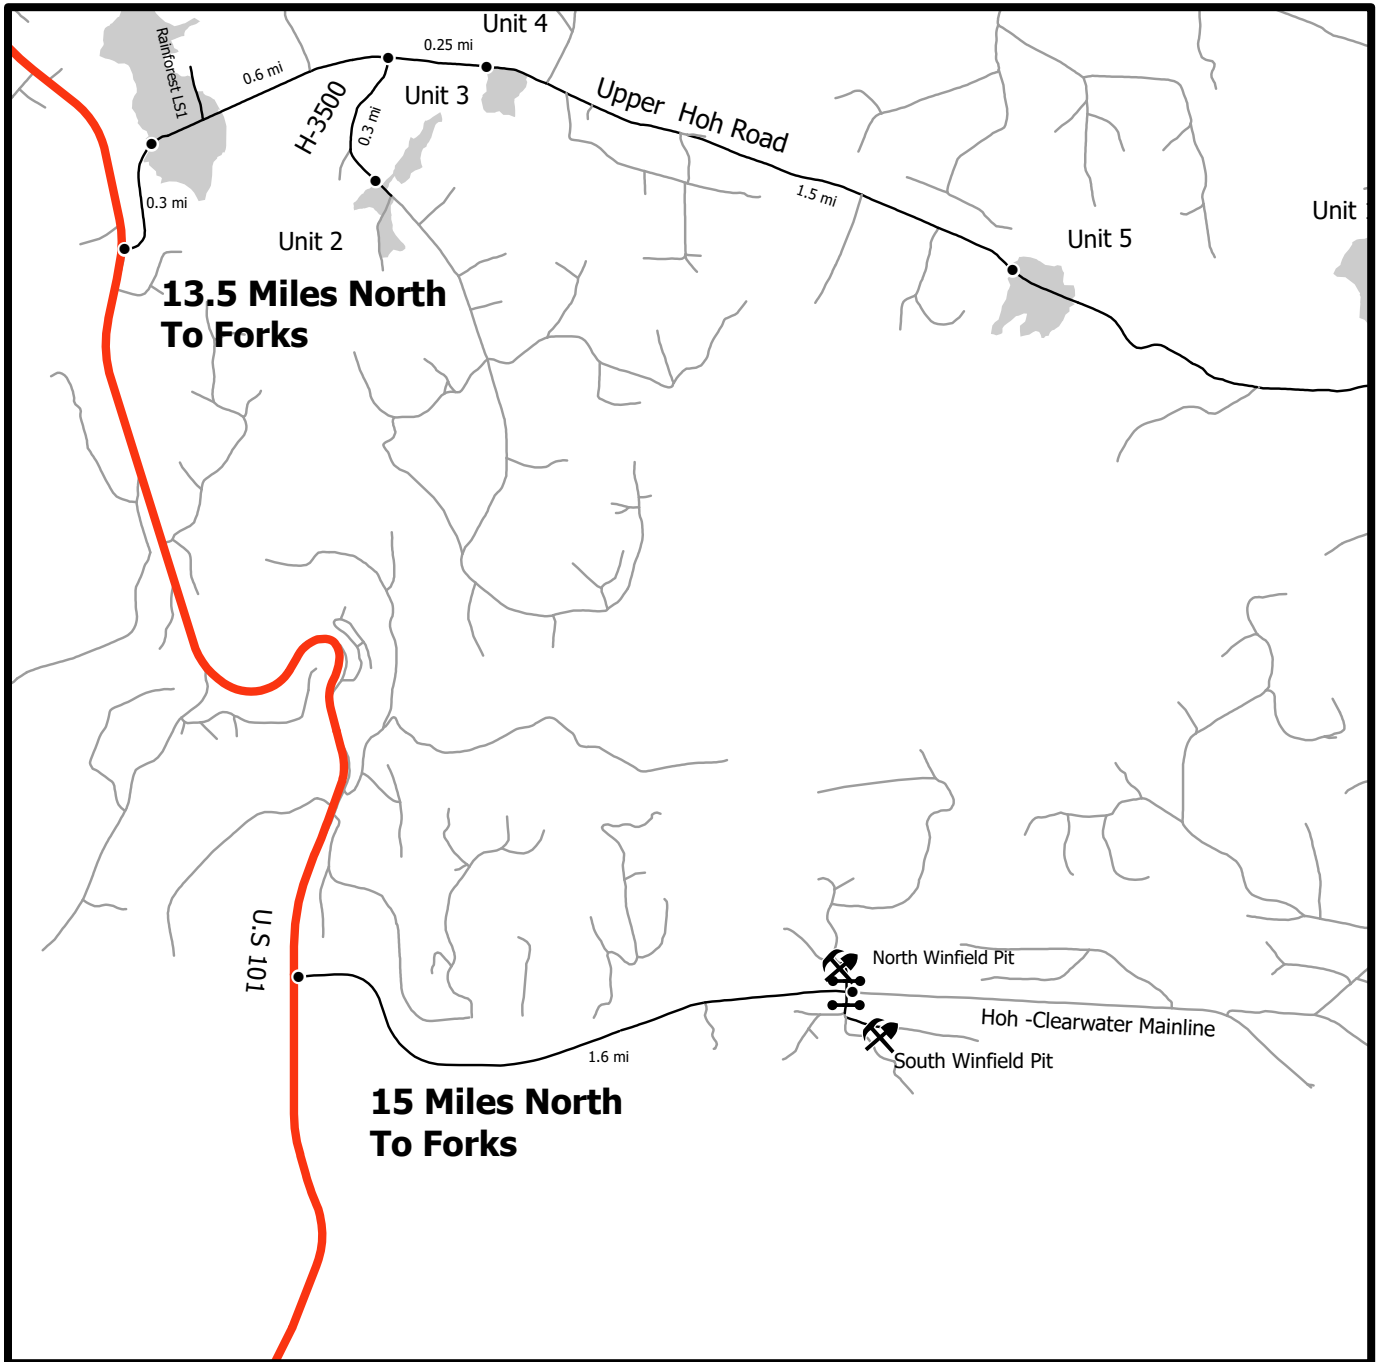 Unit 4
Rainforest LS1
0.6 mi
0.25 mi
H-3500
0.3 mi
Unit 3
Upper Hoh Road
0.3 mi
1.5 mi
Unit
Unit 2
Unit 5
13.5 Miles North
To Forks
U.S 101
North Winfield Pit
Hoh -Clearwater Mainline
1.6 mi
South Winfield Pit
15 Miles North
To Forks